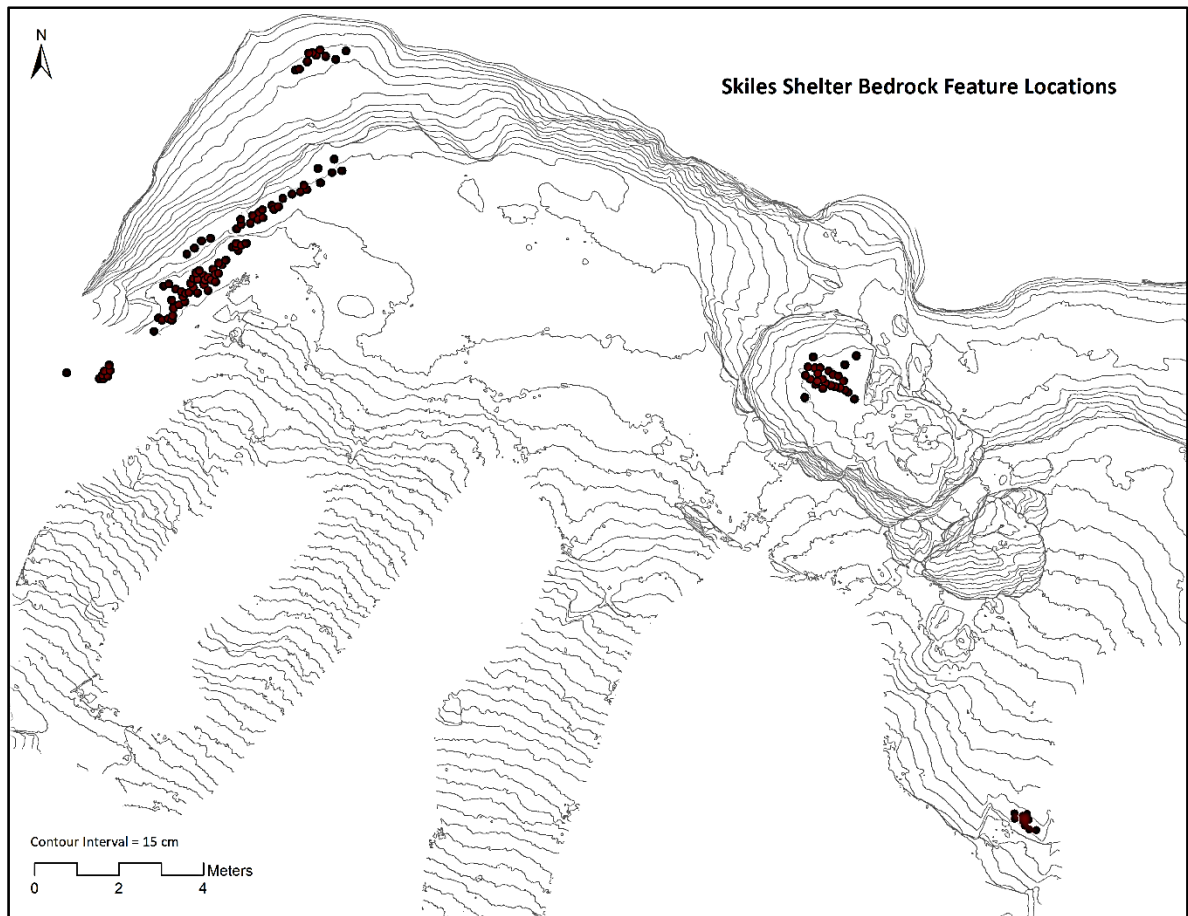 N
Skiles Shelter Bedrock Feature Locations
Contour Interval = 15 cm
Meters
0 2 4